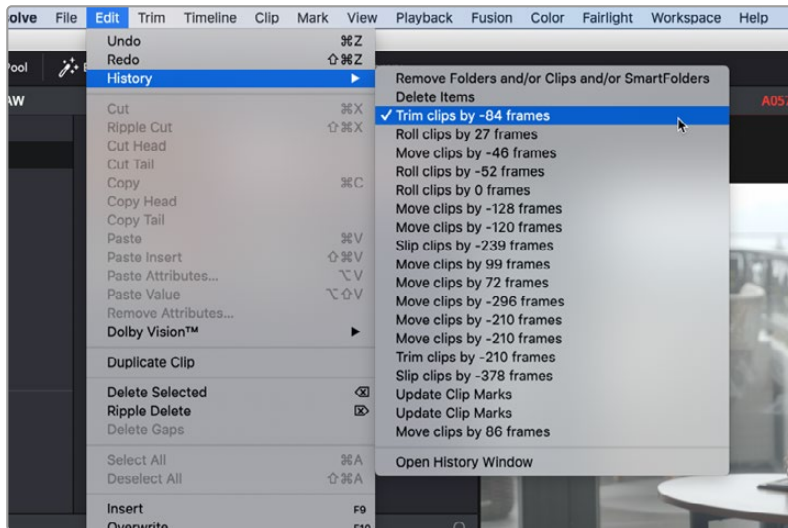 olve File Edit Trim Timeline Clip Mark View Playback Fusion Color Fairlight Workspace Help
Pool
AW
A057
Undo ⌘Z
Redo ⇧⌘Z
History ▶
Cut ⌘X
Ripple Cut ⇧⌘X
Cut Head
Cut Tail
Copy ⌘C
Copy Head
Copy Tail
Paste ⌘V
Paste Insert ⇧⌘V
Paste Attributes... ⌥V
Paste Value ⌥⇧V
Remove Attributes...
Dolby Vision™ ▶
Duplicate Clip
Delete Selected ⌫
Ripple Delete ⌦
Delete Gaps
Select All ⌘A
Deselect All ⇧⌘A
Insert F9
Overwrite F10
Remove Folders and/or Clips and/or SmartFolders
Delete Items
✓ Trim clips by -84 frames
Roll clips by 27 frames
Move clips by -46 frames
Roll clips by -52 frames
Roll clips by 0 frames
Move clips by -128 frames
Move clips by -120 frames
Slip clips by -239 frames
Move clips by 99 frames
Move clips by 72 frames
Move clips by -296 frames
Move clips by -210 frames
Move clips by -210 frames
Trim clips by -210 frames
Slip clips by -378 frames
Update Clip Marks
Update Clip Marks
Move clips by 86 frames
Open History Window